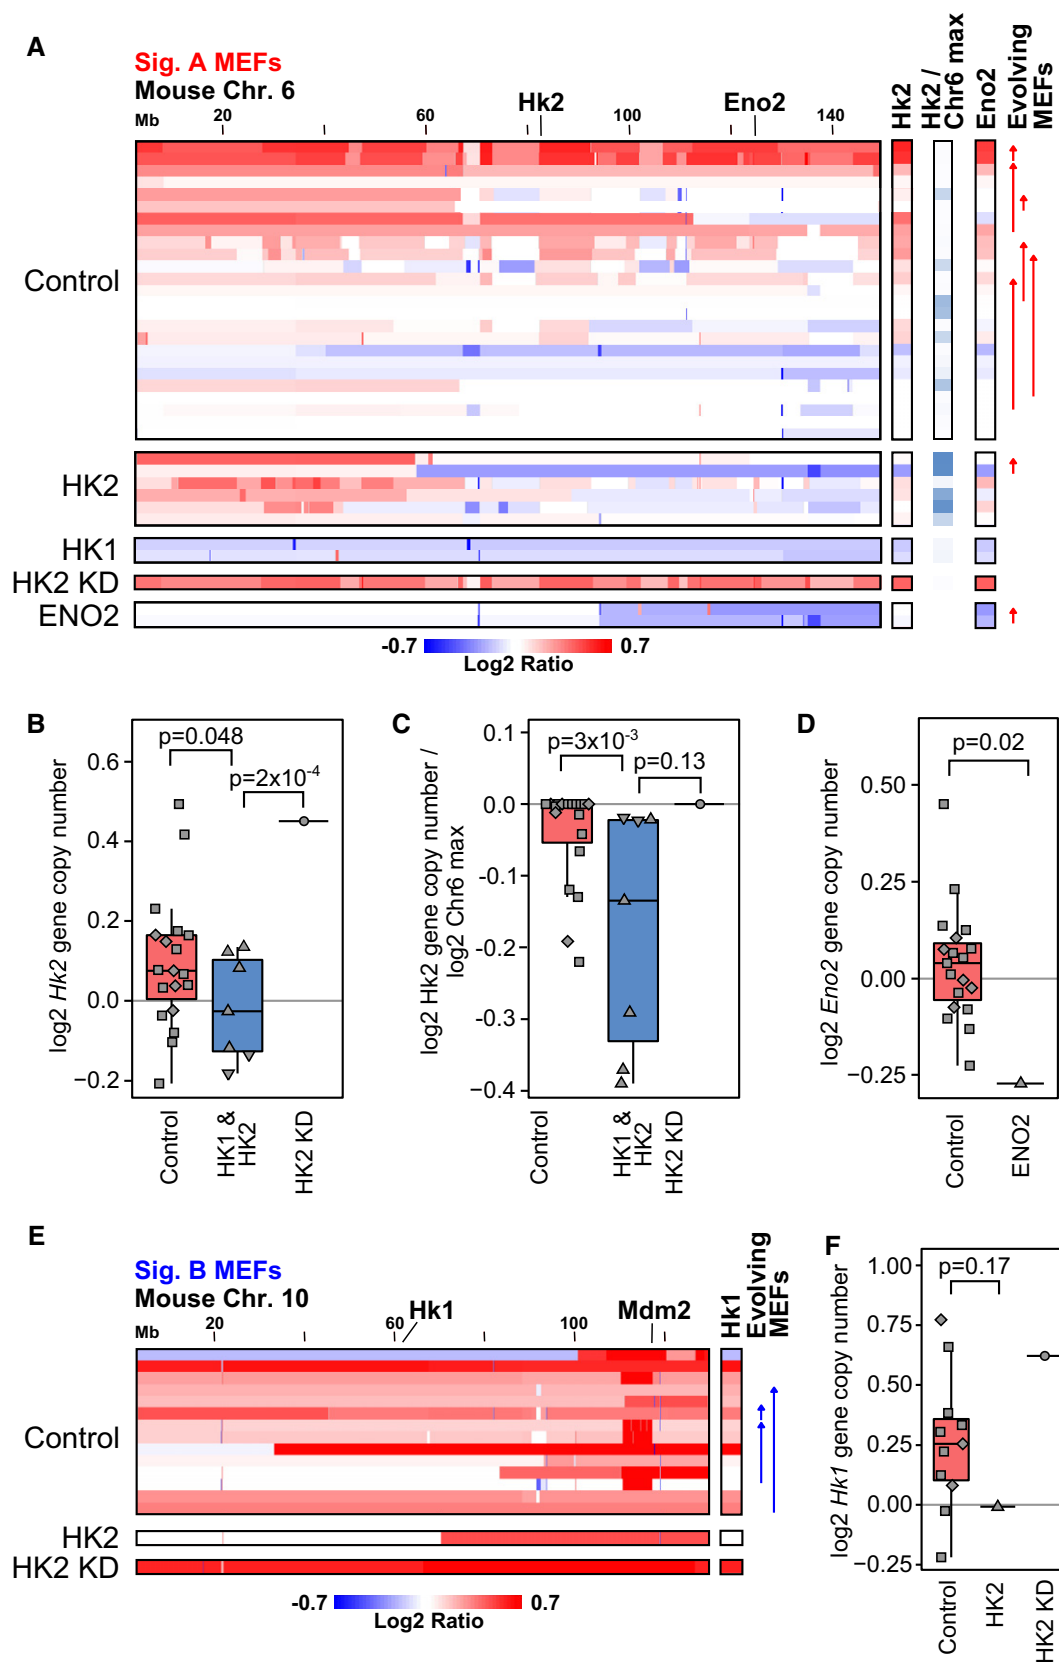 A
Sig. A MEFs
Mouse Chr. 6
Mb 20 60 Hk2 100 Eno2 140
Hk2
Hk2 / Chr6 max
Eno2
Evolving MEFs
Control
HK2
HK1
HK2 KD
ENO2
-0.7 0.7
Log2 Ratio
B
log2 Hk2 gene copy number
0.6
0.4
0.2
0.0
−0.2
p=0.048
p=2x10-4
Control
HK1 & HK2
HK2 KD
C
log2 Hk2 gene copy number / log2 Chr6 max
0.1
0.0
-0.1
-0.2
-0.3
-0.4
p=3x10-3
p=0.13
Control
HK1 & HK2
HK2 KD
D
log2 Eno2 gene copy number
0.50
0.25
0.00
−0.25
p=0.02
Control
ENO2
E
Sig. B MEFs
Mouse Chr. 10
Mb 20 60 Hk1 100 Mdm2
Hk1
Evolving MEFs
Control
HK2
HK2 KD
-0.7 0.7
Log2 Ratio
F
log2 Hk1 gene copy number
1.00
0.75
0.50
0.25
0.00
−0.25
p=0.17
Control
HK2
HK2 KD